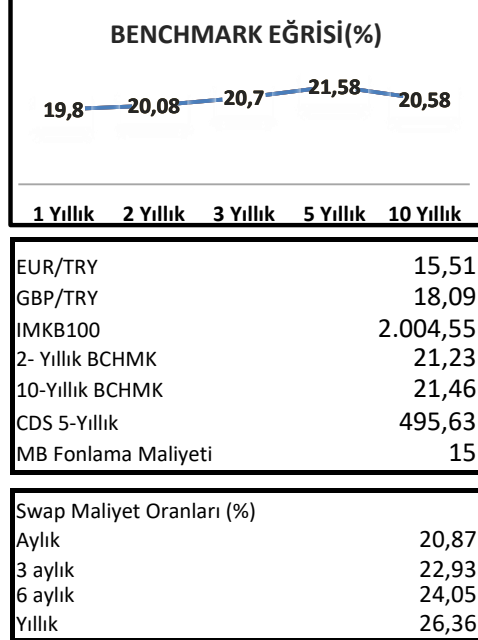 BENCHMARK EĞRİSİ(%)
19,8 20,08 20,7 21,58 20,58
1 Yıllık 2 Yıllık 3 Yıllık 5 Yıllık 10 Yıllık
EUR/TRY 15,51
GBP/TRY 18,09
IMKB100 2.004,55
2- Yıllık BCHMK 21,23
10-Yıllık BCHMK 21,46
CDS 5-Yıllık 495,63
MB Fonlama Maliyeti 15
Swap Maliyet Oranları (%)
Aylık 20,87
3 aylık 22,93
6 aylık 24,05
Yıllık 26,36